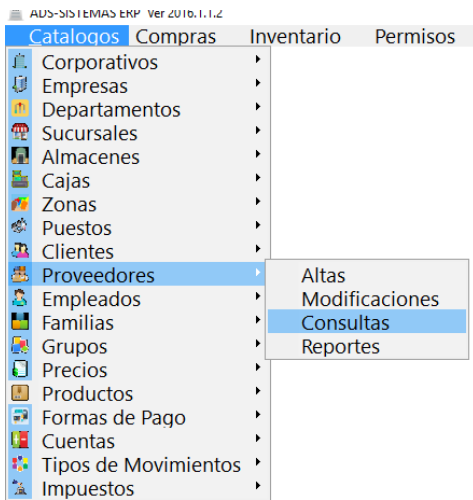 ADS-SISTEMAS ERP Ver 2016.1.1.2
Catalogos Compras Inventario Permisos
Corporativos
Empresas
Departamentos
Sucursales
Almacenes
Cajas
Zonas
Puestos
Clientes
Proveedores
Altas
Empleados
Modificaciones
Familias
Consultas
Grupos
Reportes
Precios
Productos
Formas de Pago
Cuentas
Tipos de Movimientos
Impuestos